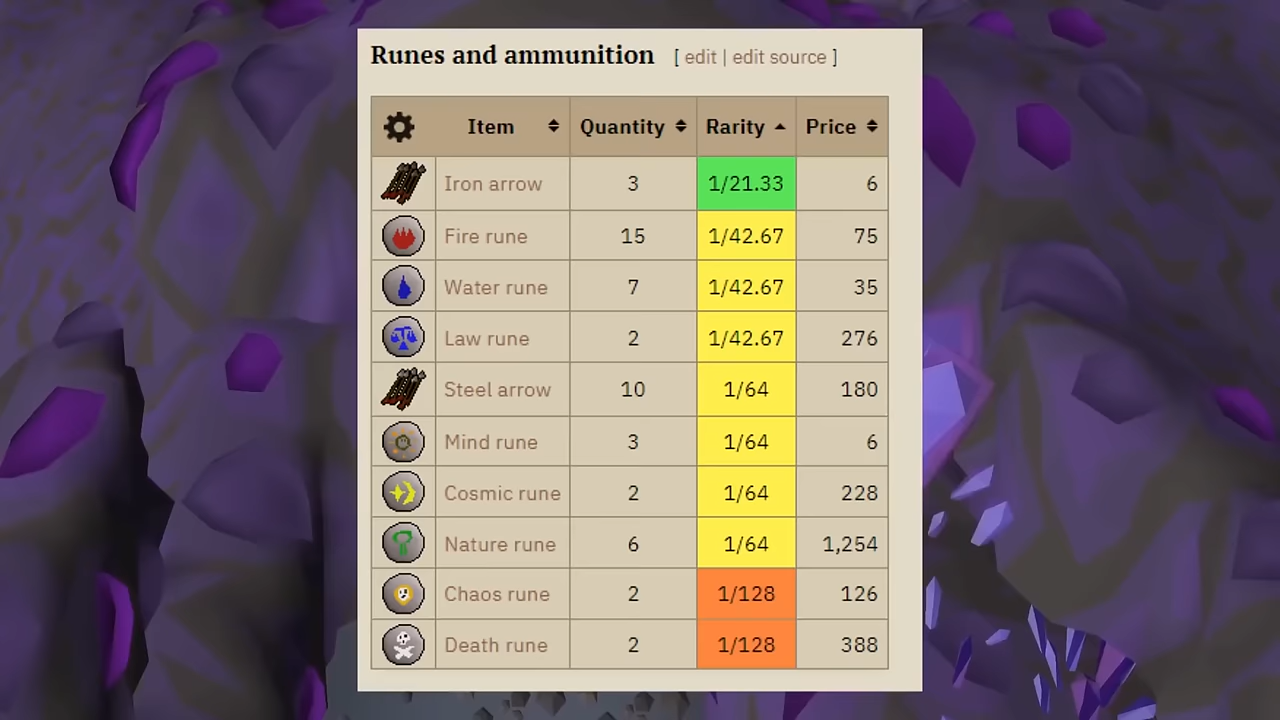 Runes and ammunition [ edit | edit source ]
Item Quantity Rarity Price
Iron arrow 3 1/21.33 6
Fire rune 15 1/42.67 75
Water rune 7 1/42.67 35
Law rune 2 1/42.67 276
Steel arrow 10 1/64 180
Mind rune 3 1/64 6
Cosmic rune 2 1/64 228
Nature rune 6 1/64 1,254
Chaos rune 2 1/128 126
Death rune 2 1/128 388